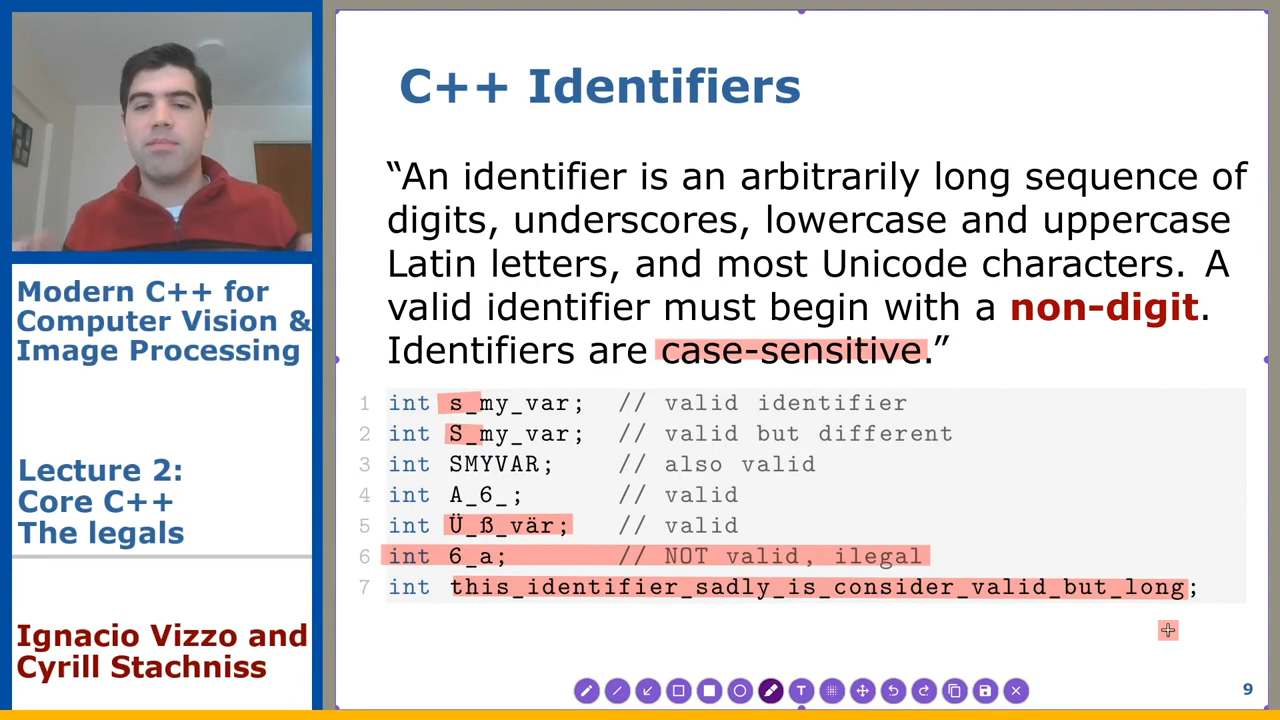 C++ Identifiers
“An identifier is an arbitrarily long sequence of
digits, underscores, lowercase and uppercase
Latin letters, and most Unicode characters. A
valid identifier must begin with a non-digit.
Identifiers are case-sensitive.”
1 int s_my_var; // valid identifier
2 int S_my_var; // valid but different
3 int SMYVAR; // also valid
4 int A_6_; // valid
5 int Ü_ß_vär; // valid
6 int 6_a; // NOT valid, ilegal
7 int this_identifier_sadly_is_consider_valid_but_long;
T
9
Modern C++ for
Computer Vision &
Image Processing
Lecture 2:
Core C++
The legals
Ignacio Vizzo and
Cyrill Stachniss